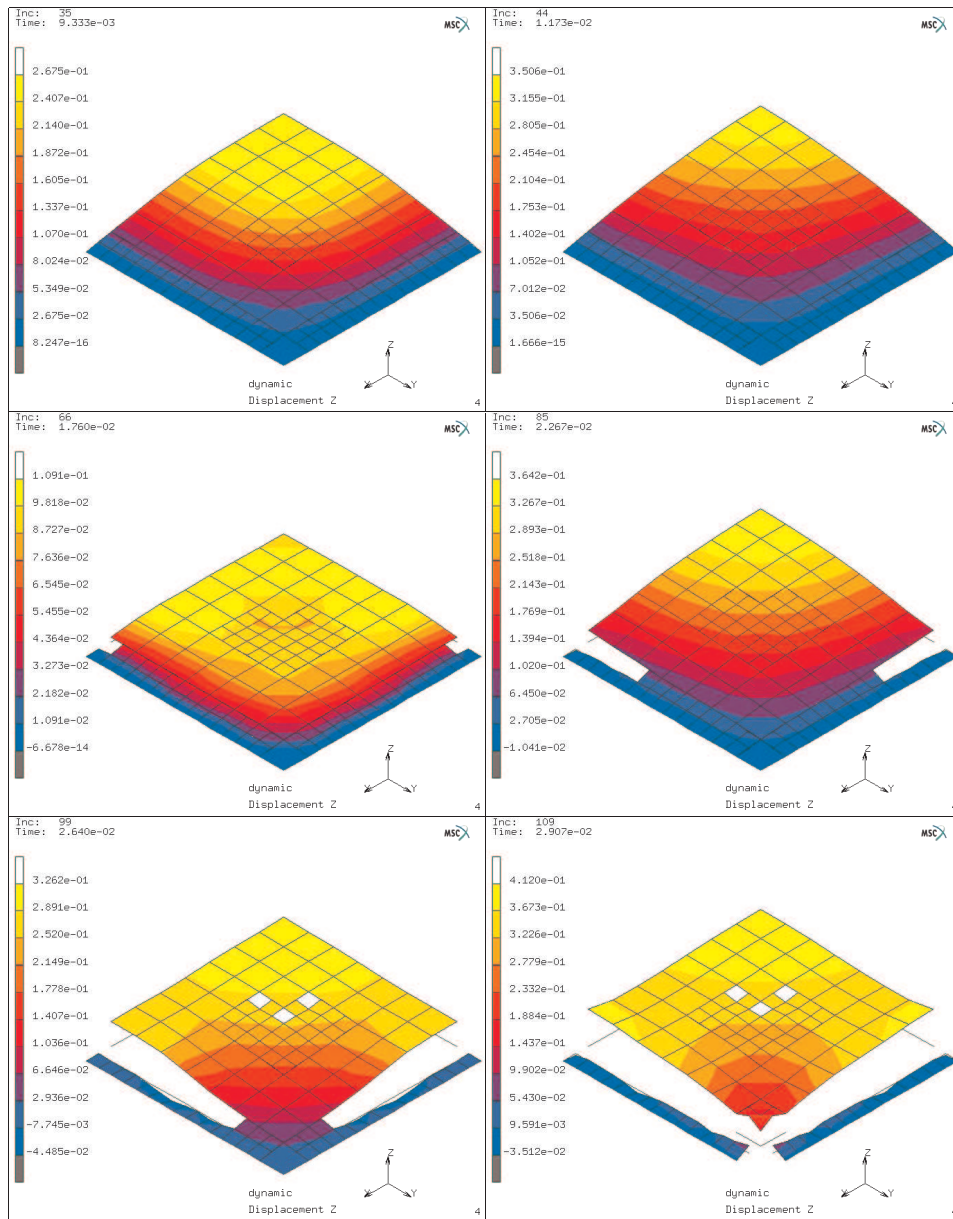 Inc: 35
Time: 9.333e-03
MSC
2.675e-01
2.407e-01
2.140e-01
1.872e-01
1.605e-01
1.337e-01
1.070e-01
8.024e-02
5.349e-02
2.675e-02
8.247e-16
Z
X Y
dynamic
Displacement Z
4
Inc: 44
Time: 1.173e-02
MSC
3.506e-01
3.155e-01
2.805e-01
2.454e-01
2.104e-01
1.753e-01
1.402e-01
1.052e-01
7.012e-02
3.506e-02
1.666e-15
Z
X Y
dynamic
Displacement Z
Inc: 66
Time: 1.760e-02
MSC
1.091e-01
9.818e-02
8.727e-02
7.636e-02
6.545e-02
5.455e-02
4.364e-02
3.273e-02
2.182e-02
1.091e-02
-6.678e-14
Z
X Y
dynamic
Displacement Z
4
Inc: 85
Time: 2.267e-02
MSC
3.642e-01
3.267e-01
2.893e-01
2.518e-01
2.143e-01
1.769e-01
1.394e-01
1.020e-01
6.450e-02
2.705e-02
-1.041e-02
Z
X Y
dynamic
Displacement Z
Inc: 99
Time: 2.640e-02
MSC
3.262e-01
2.891e-01
2.520e-01
2.149e-01
1.778e-01
1.407e-01
1.036e-01
6.646e-02
2.936e-02
-7.745e-03
-4.485e-02
Z
X Y
dynamic
Displacement Z
4
Inc: 109
Time: 2.907e-02
MSC
4.120e-01
3.673e-01
3.226e-01
2.779e-01
2.332e-01
1.884e-01
1.437e-01
9.902e-02
5.430e-02
9.591e-03
-3.512e-02
Z
X Y
dynamic
Displacement Z